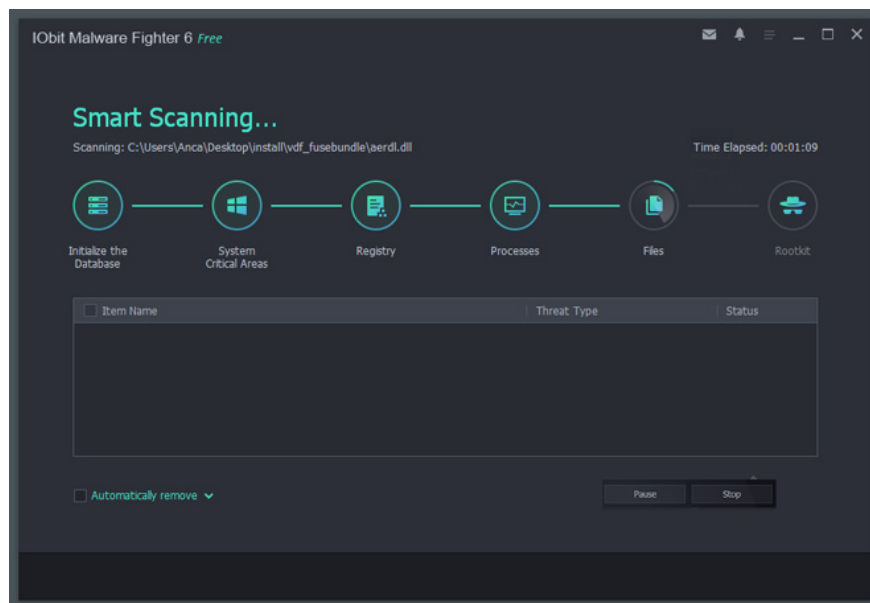 IObit Malware Fighter 6 Free
Smart Scanning...
Scanning: C:\Users\Anca\Desktop\install\vdf_fusebundle\aerdl.dll
Time Elapsed: 00:01:09
Initialize the
Database
System
Critical Areas
Registry
Processes
Files
Rootkit
Item Name
Threat Type
Status
Automatically remove
Pause
Stop